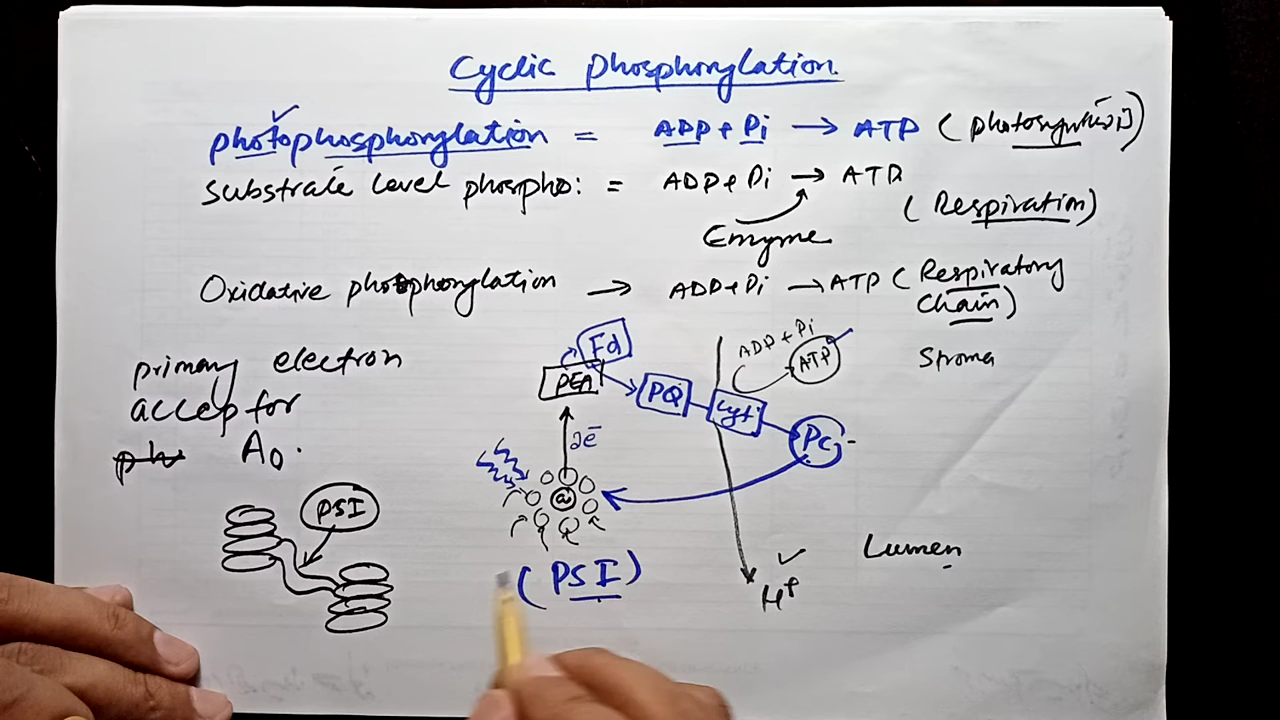 Cyclic Phosphorylation
photophosphorylation = ADP + Pi → ATP (photosynthesis)
Substrate level phospho: = ADP + Pi → ATP
(Respiration)
Enzyme
Oxidative phosphorylation → ADP + Pi → ATP (Respiratory
Chain)
primary electron
acceptor
A0.
PSI
Fd
PEA
2e-
a
(PS I)
PQ
Cyt
PC
ADP + Pi
ATP
Stroma
Lumen
H+